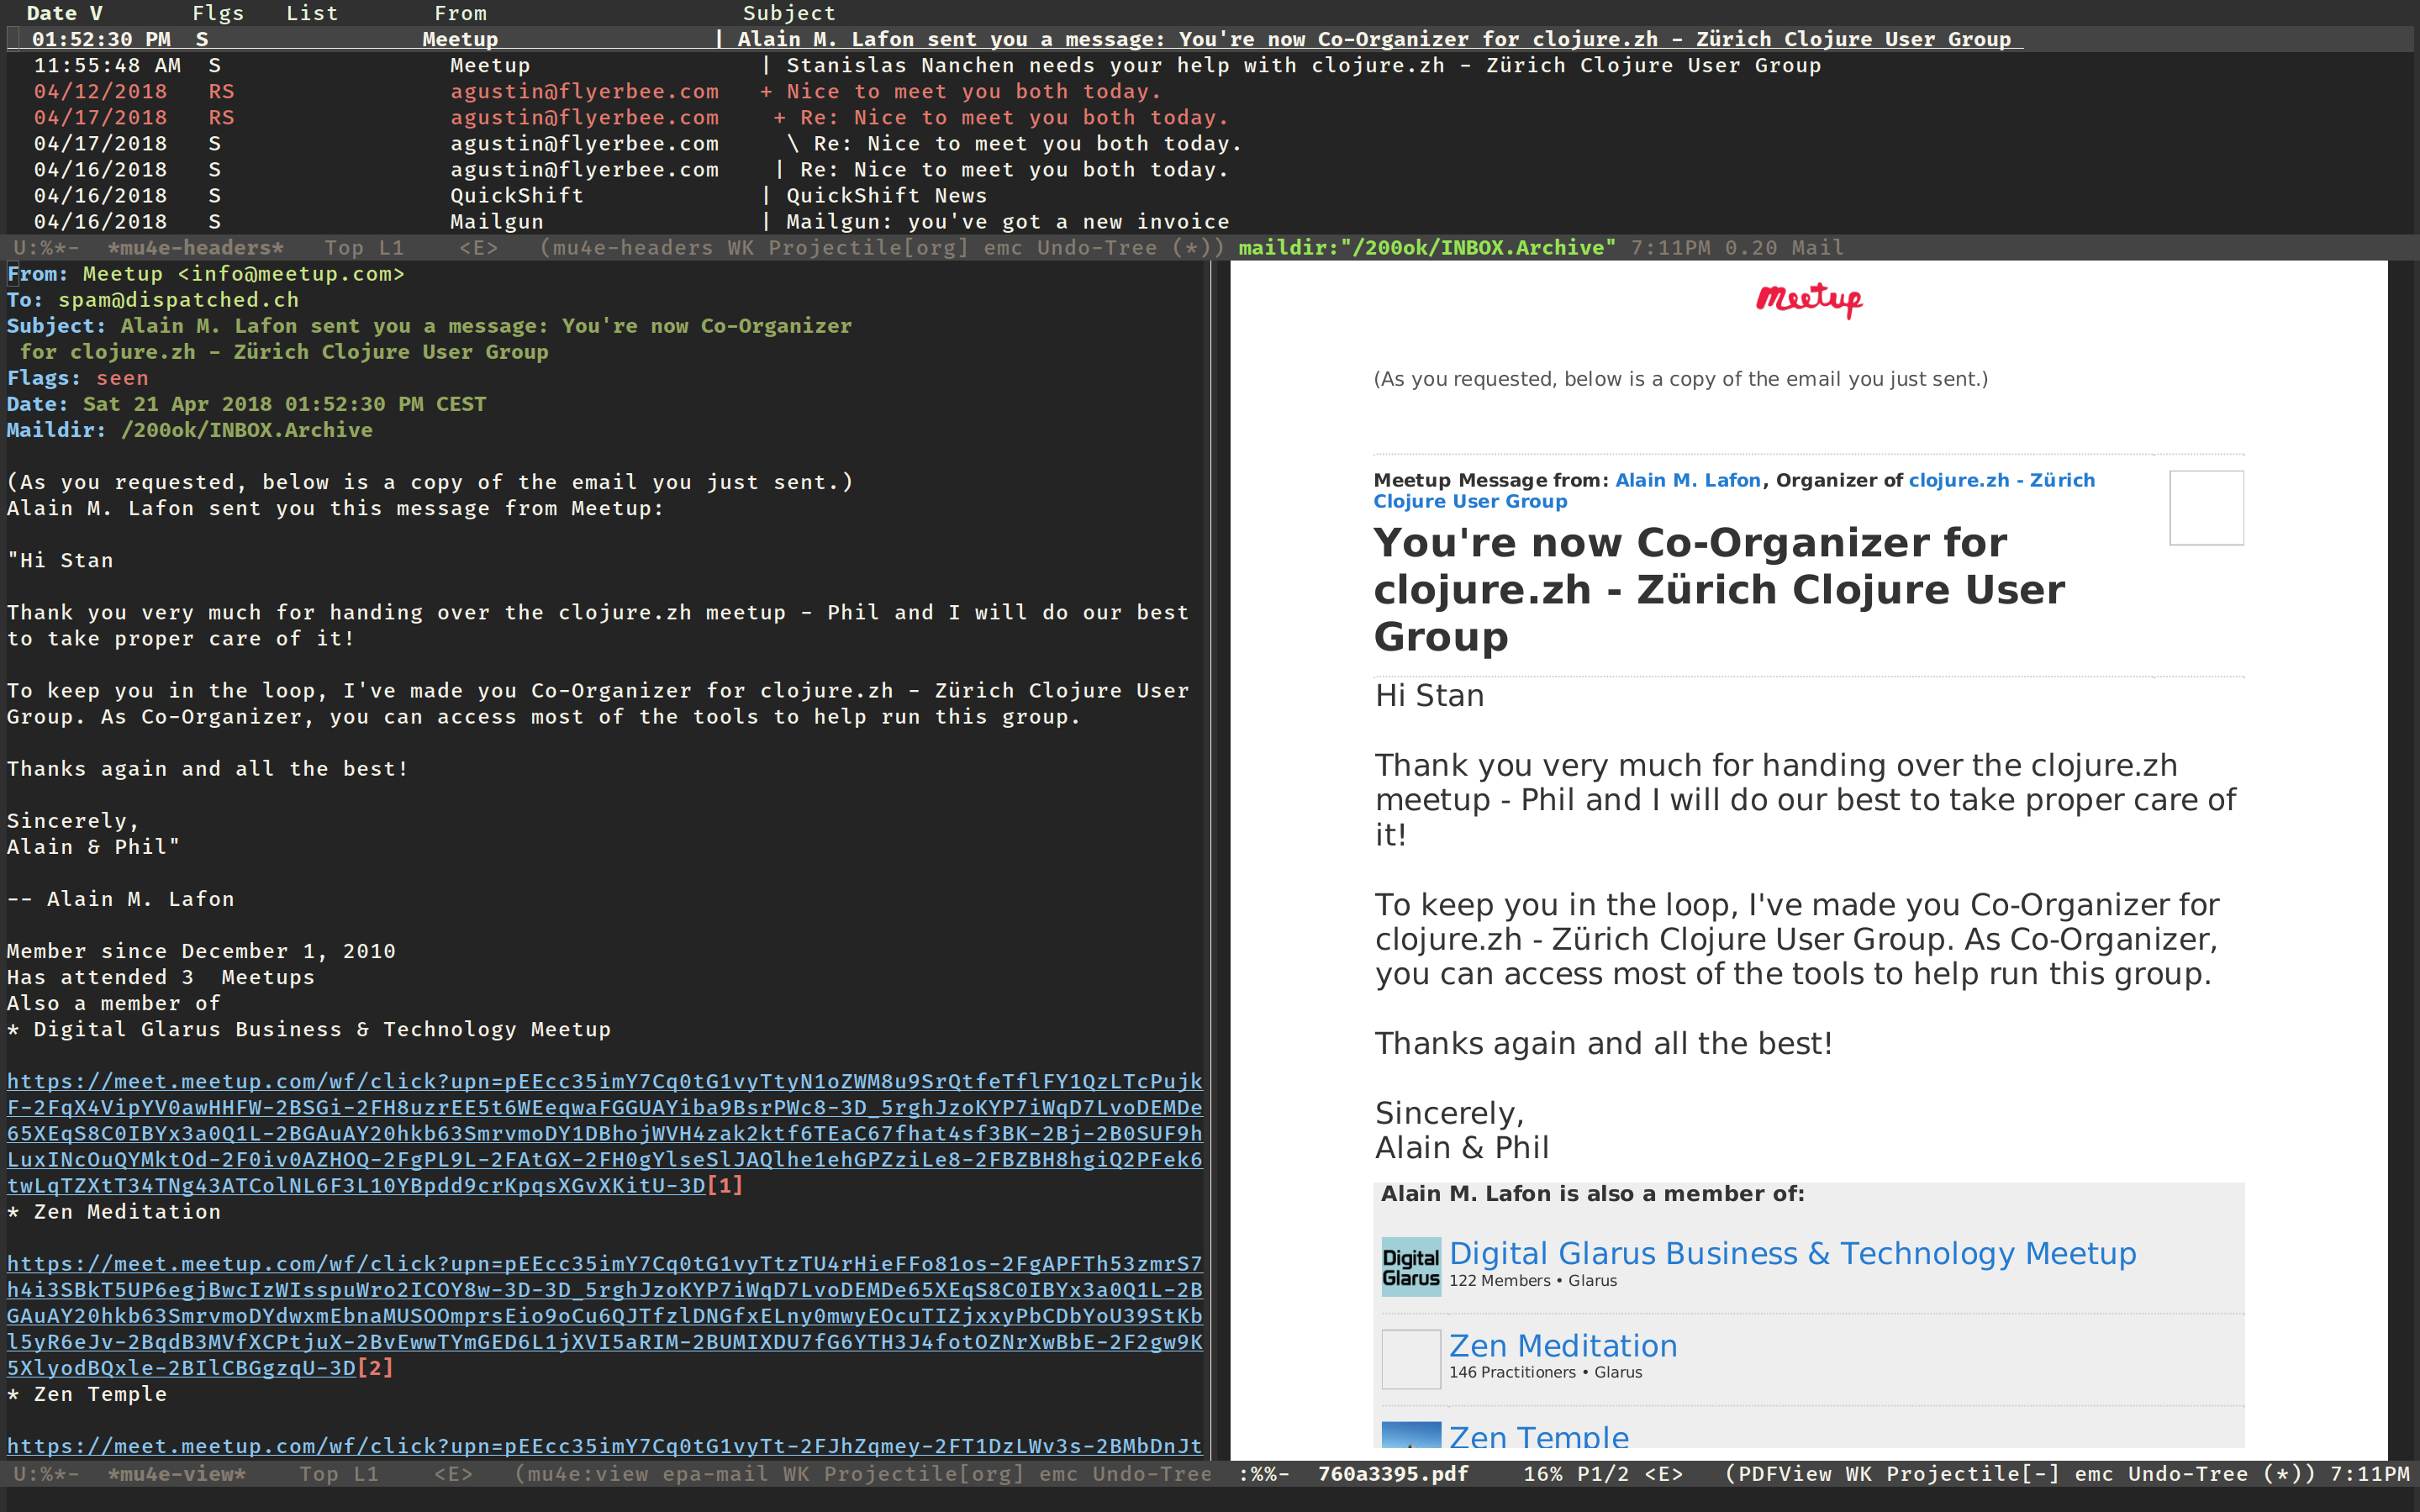 Date V Flgs List From Subject
01:52:30 PM S Meetup | Alain M. Lafon sent you a message: You're now Co-Organizer for clojure.zh - Zürich Clojure User Group
11:55:48 AM S Meetup | Stanislas Nanchen needs your help with clojure.zh - Zürich Clojure User Group
04/12/2018 RS agustin@flyerbee.com + Nice to meet you both today.
04/17/2018 RS agustin@flyerbee.com + Re: Nice to meet you both today.
04/17/2018 S agustin@flyerbee.com \ Re: Nice to meet you both today.
04/16/2018 S agustin@flyerbee.com | Re: Nice to meet you both today.
04/16/2018 S QuickShift | QuickShift News
04/16/2018 S Mailgun | Mailgun: you've got a new invoice
U:%*- *mu4e-headers* Top L1 <E> (mu4e-headers WK Projectile[org] emc Undo-Tree (*)) maildir:"/200ok/INBOX.Archive" 7:11PM 0.20 Mail
From: Meetup <info@meetup.com>
To: spam@dispatched.ch
Subject: Alain M. Lafon sent you a message: You're now Co-Organizer
for clojure.zh - Zürich Clojure User Group
Flags: seen
Date: Sat 21 Apr 2018 01:52:30 PM CEST
Maildir: /200ok/INBOX.Archive
(As you requested, below is a copy of the email you just sent.)
Alain M. Lafon sent you this message from Meetup:
"Hi Stan
Thank you very much for handing over the clojure.zh meetup - Phil and I will do our best
to take proper care of it!
To keep you in the loop, I've made you Co-Organizer for clojure.zh - Zürich Clojure User
Group. As Co-Organizer, you can access most of the tools to help run this group.
Thanks again and all the best!
Sincerely,
Alain & Phil"
-- Alain M. Lafon
Member since December 1, 2010
Has attended 3 Meetups
Also a member of
* Digital Glarus Business & Technology Meetup
https://meet.meetup.com/wf/click?upn=pEEcc35imY7Cq0tG1vyTtyN1oZWM8u9SrQtfeTflFY1QzLTcPujk
F-2FqX4VipYV0awHHFW-2BSGi-2FH8uzrEE5t6WEeqwaFGGUAYiba9BsrPWc8-3D_5rghJzoKYP7iWqD7LvoDEMDe
65XEqS8C0IBYx3a0Q1L-2BGAuAY20hkb63SmrvmoDY1DBhojWVH4zak2ktf6TEaC67fhat4sf3BK-2Bj-2B0SUF9h
LuxINcOuQYMktOd-2F0iv0AZHOQ-2FgPL9L-2FAtGX-2FH0gYlseSlJAQlhe1ehGPZziLe8-2FBZBH8hgiQ2PFek6
twLqTZXtT34TNg43ATColNL6F3L10YBpdd9crKpqsXGvXKitU-3D[1]
* Zen Meditation
https://meet.meetup.com/wf/click?upn=pEEcc35imY7Cq0tG1vyTtzTU4rHieFFo81os-2FgAPFTh53zmrS7
h4i3SBkT5UP6egjBwcIzWIsspuWro2ICOY8w-3D-3D_5rghJzoKYP7iWqD7LvoDEMDe65XEqS8C0IBYx3a0Q1L-2B
GAuAY20hkb63SmrvmoDYdwxmEbnaMUSOOmprsEio9oCu6QJTfzlDNGfxELny0mwyEOcuTIZjxxyPbCDbYoU39StKb
l5yR6eJv-2BqdB3MVfXCPtjuX-2BvEwwTYmGED6L1jXVI5aRIM-2BUMIXDU7fG6YTH3J4fotOZNrXwBbE-2F2gw9K
5XlyodBQxle-2BIlCBGgzqU-3D[2]
* Zen Temple
https://meet.meetup.com/wf/click?upn=pEEcc35imY7Cq0tG1vyTt-2FJhZqmey-2FT1DzLWv3s-2BMbDnJt
U:%*- *mu4e-view* Top L1 <E> (mu4e:view epa-mail WK Projectile[org] emc Undo-Tree
meetup
(As you requested, below is a copy of the email you just sent.)
Meetup Message from: Alain M. Lafon, Organizer of clojure.zh - Zürich
Clojure User Group
You're now Co-Organizer for
clojure.zh - Zürich Clojure User
Group
Hi Stan
Thank you very much for handing over the clojure.zh
meetup - Phil and I will do our best to take proper care of
it!
To keep you in the loop, I've made you Co-Organizer for
clojure.zh - Zürich Clojure User Group. As Co-Organizer,
you can access most of the tools to help run this group.
Thanks again and all the best!
Sincerely,
Alain & Phil
Alain M. Lafon is also a member of:
Digital
Glarus
Digital Glarus Business & Technology Meetup
122 Members • Glarus
Zen Meditation
146 Practitioners • Glarus
Zen Temple
:%%- 760a3395.pdf 16% P1/2 <E> (PDFView WK Projectile[-] emc Undo-Tree (*)) 7:11PM